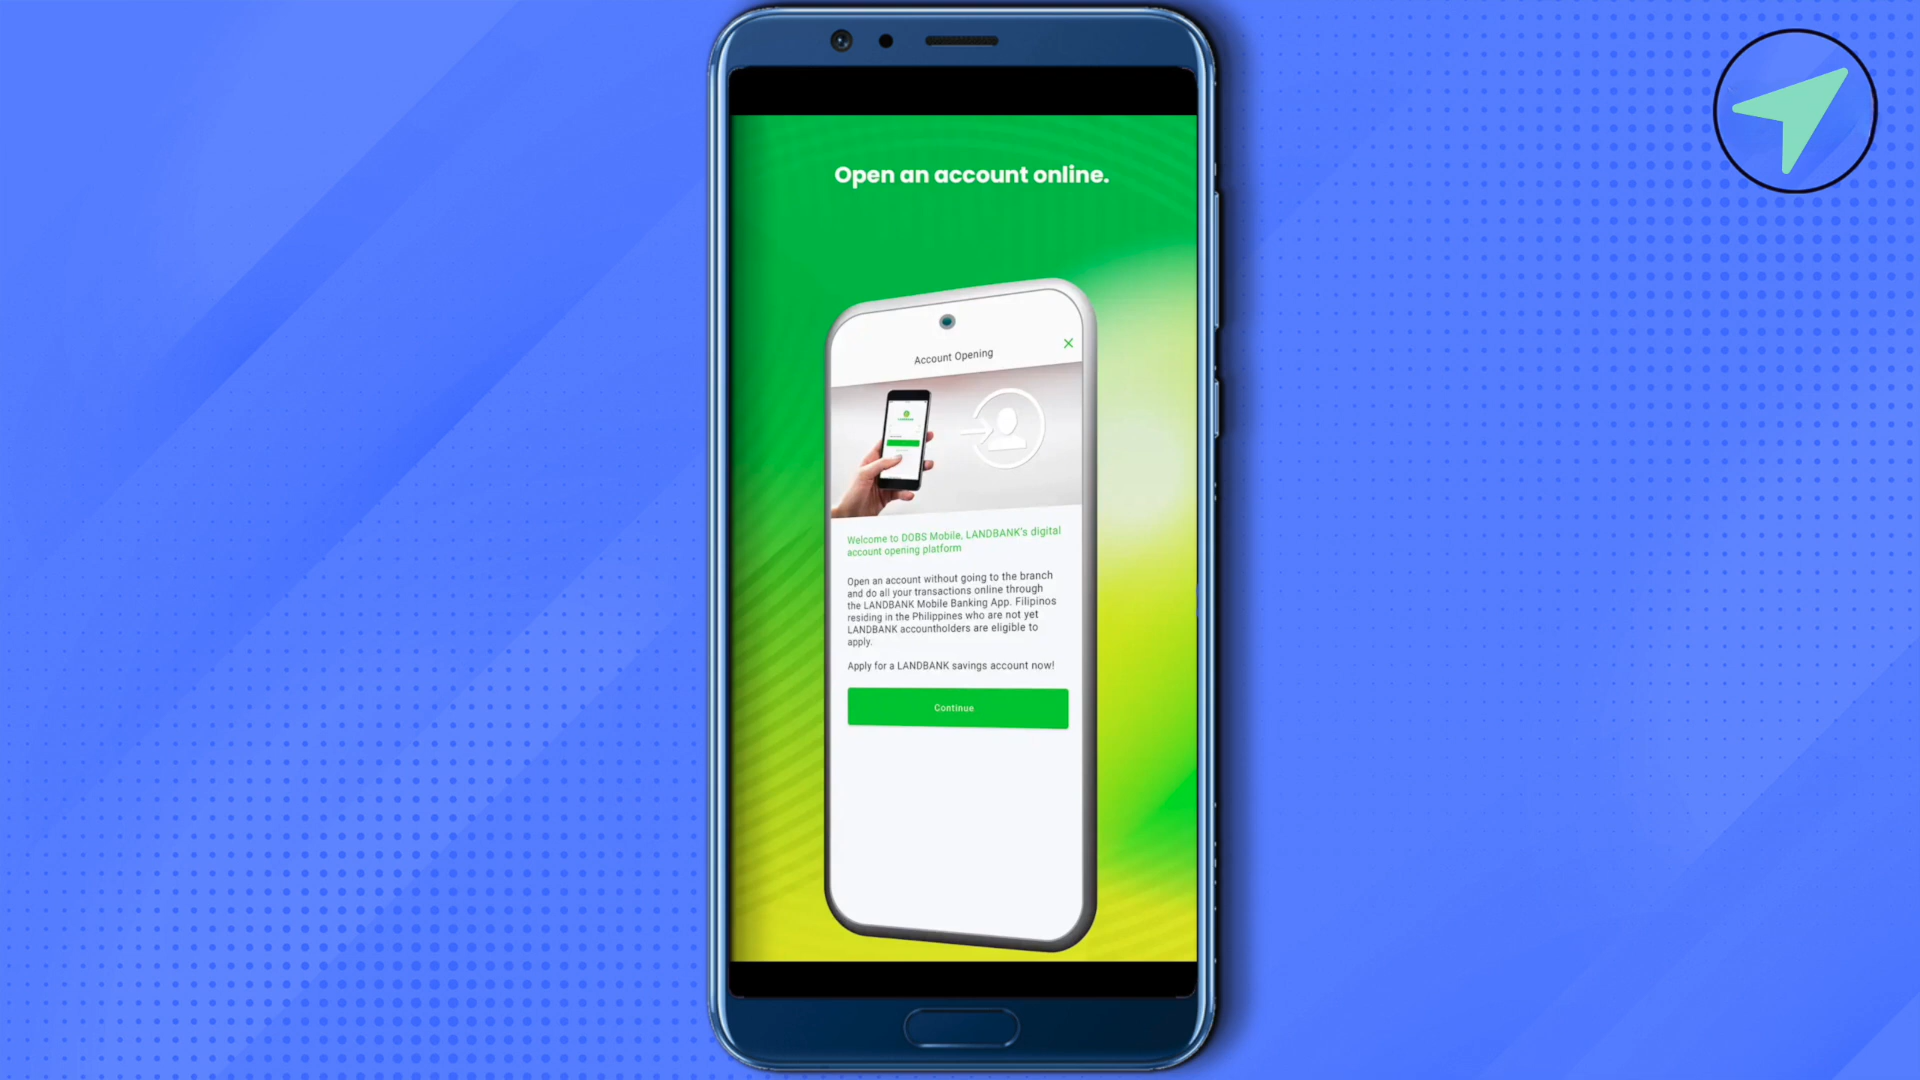 Open an account online.
Account Opening
Welcome to DOBS Mobile, LANDBANK's digital
account opening platform
Open an account without going to the branch
and do all your transactions online through
the LANDBANK Mobile Banking App. Filipinos
residing in the Philippines who are not yet
LANDBANK accountholders are eligible to
apply.
Apply for a LANDBANK savings account now!
Continue